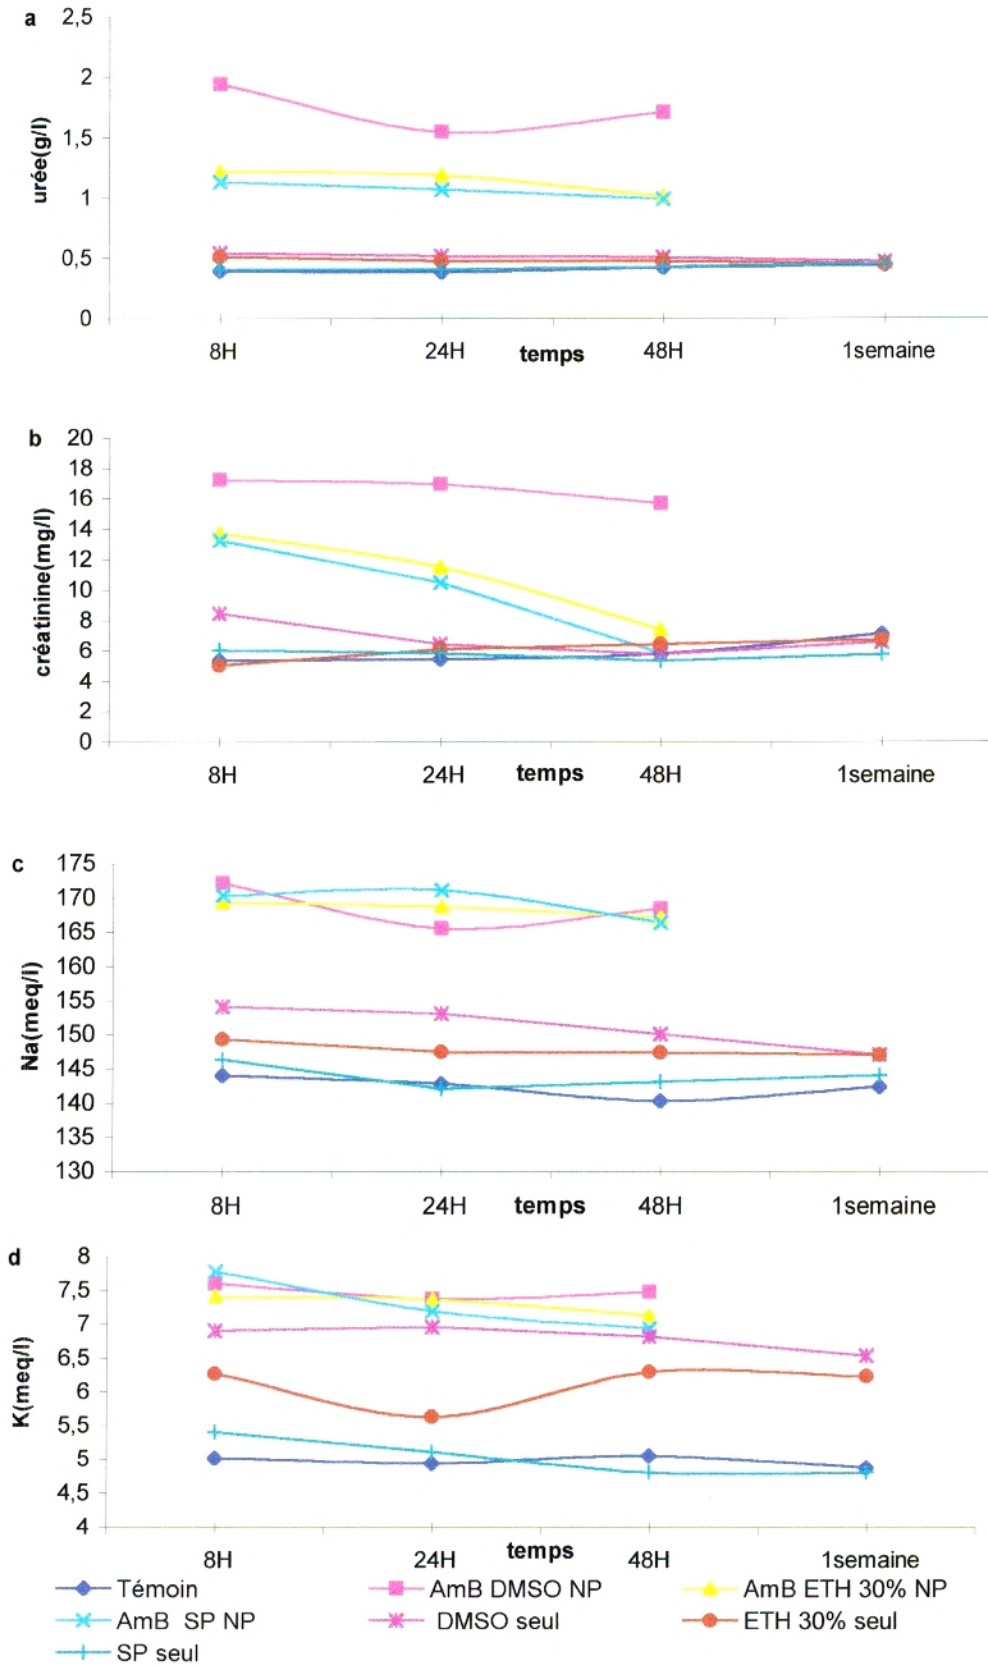 a
2,5
2
1,5
1
0,5
0
urée(g/l)
8H 24H temps 48H 1semaine
b
20
18
16
14
12
10
8
6
4
2
0
créatinine(mg/l)
8H 24H temps 48H 1semaine
c
175
170
165
160
155
150
145
140
135
130
Na(meq/l)
8H 24H temps 48H 1semaine
d
8
7,5
7
6,5
6
5,5
5
4,5
4
K(meq/l)
8H 24H temps 48H 1semaine
Témoin AmB DMSO NP AmB ETH 30% NP
AmB SP NP DMSO seul ETH 30% seul
SP seul